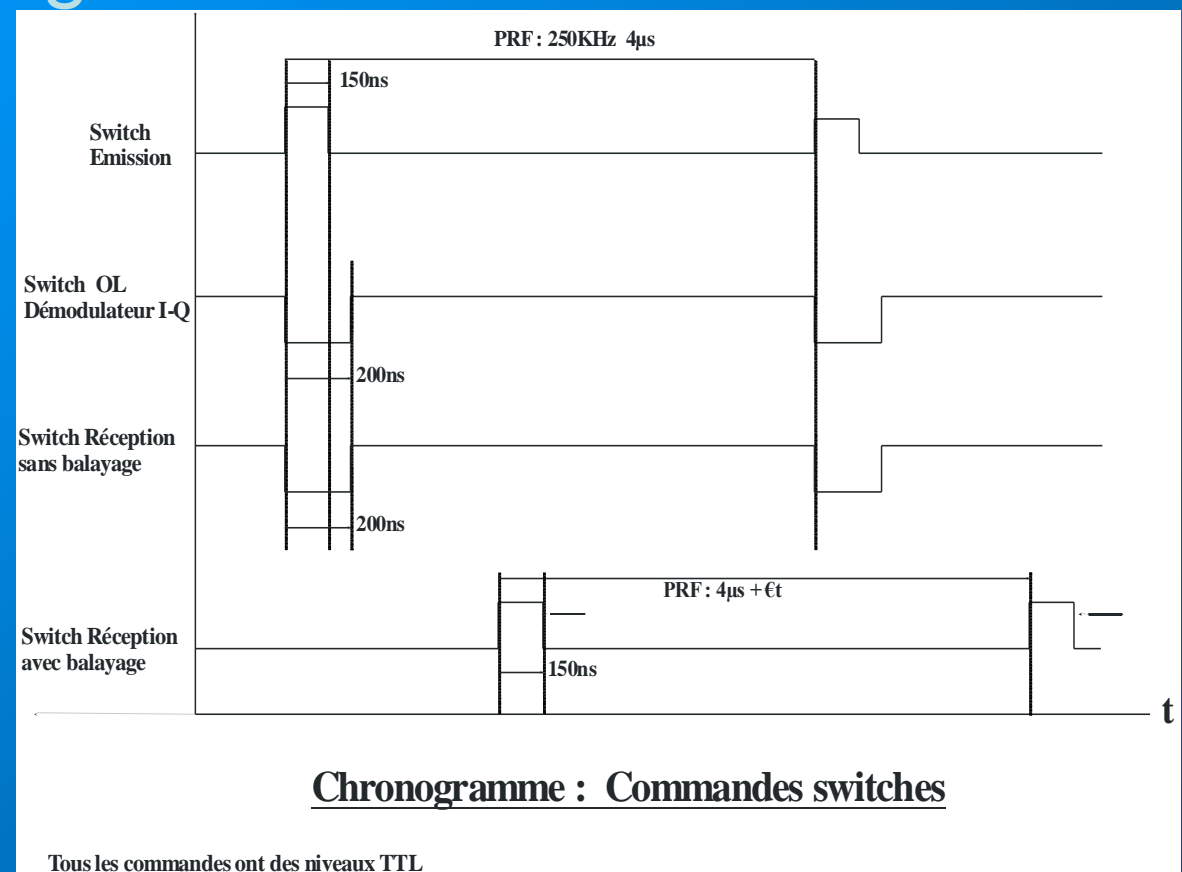 PRF : 250KHz 4µs
150ns
Switch
Emission
Switch OL
Démodulateur I-Q
200ns
Switch Réception
sans balayage
200ns
PRF : 4µs + €t
Switch Réception
avec balayage
150ns
t
Chronogramme : Commandes switches
Tous les commandes ont des niveaux TTL